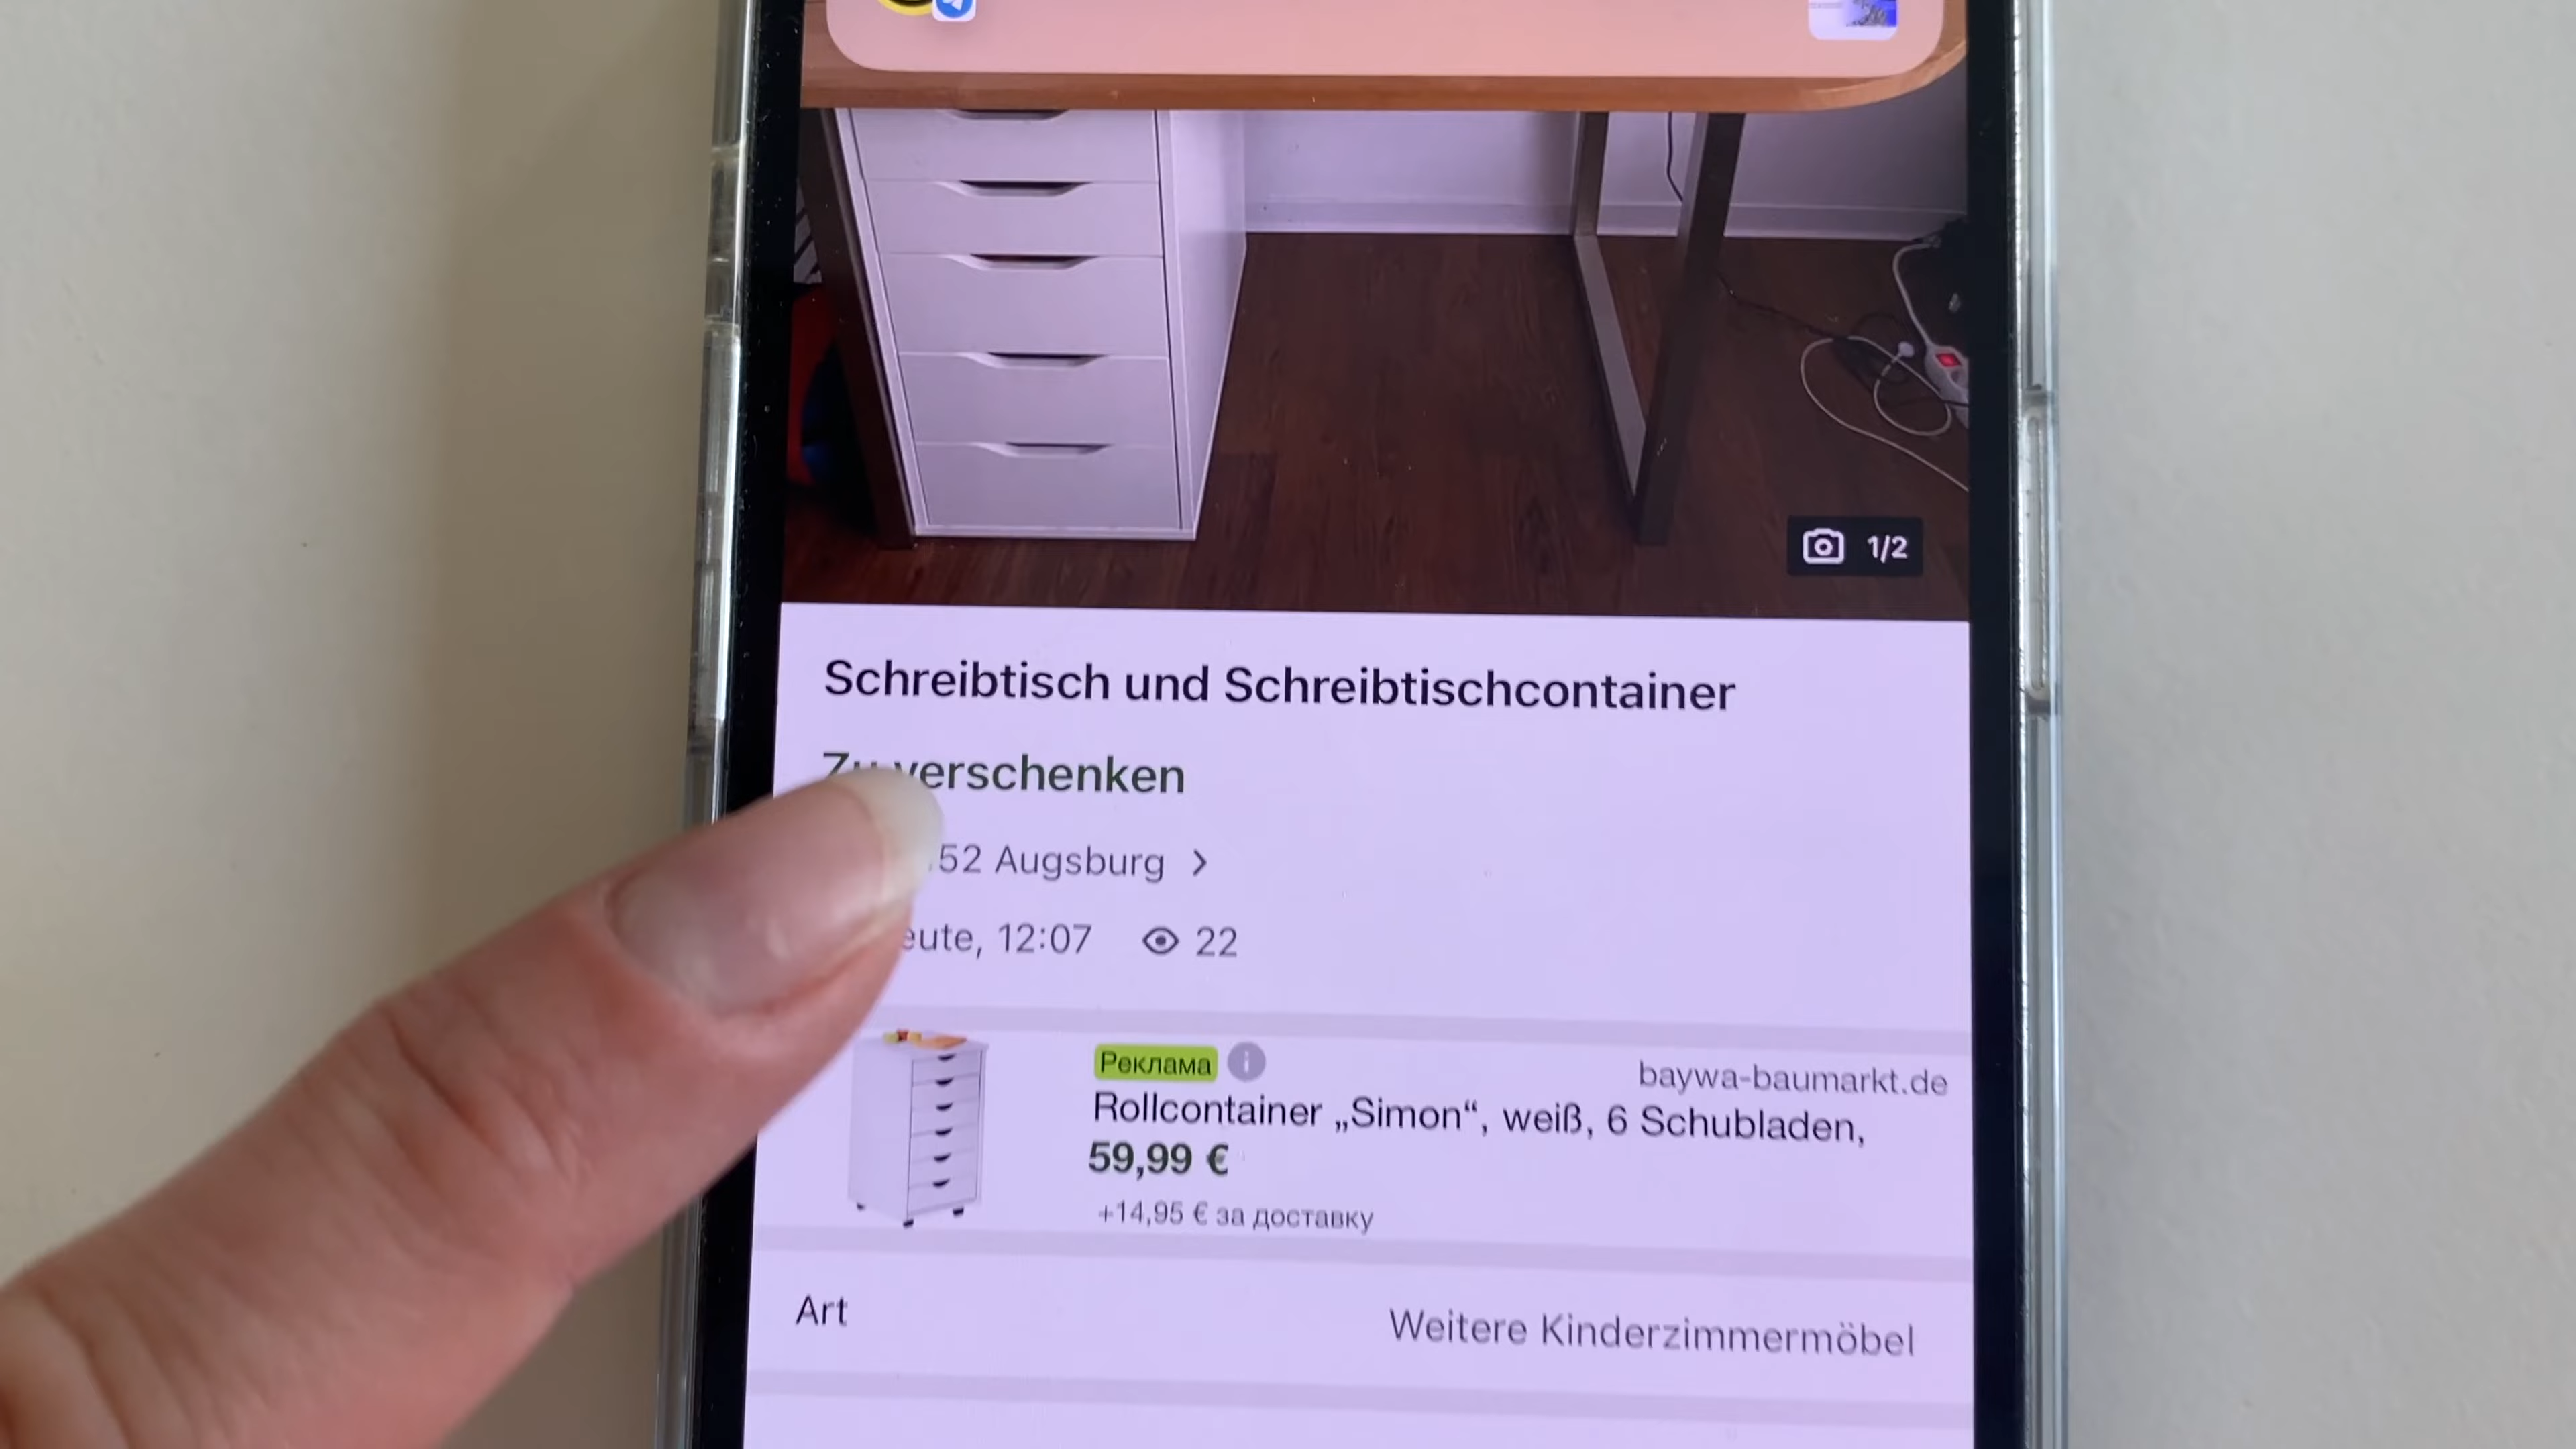 1/2
Schreibtisch und Schreibtischcontainer
Zu verschenken
52 Augsburg
eute, 12:07 22
Реклама
baywa-baumarkt.de
Rollcontainer „Simon“, weiß, 6 Schubladen,
59,99 €
+14,95 € за доставку
Art
Weitere Kinderzimmermöbel